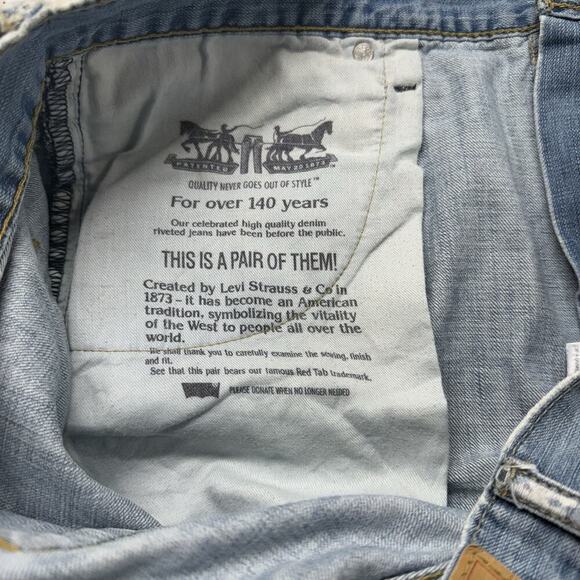 PATENTED MAY 20 1873
QUALITY NEVER GOES OUT OF STYLE™
For over 140 years
Our celebrated high quality denim
riveted jeans have been before the public.
THIS IS A PAIR OF THEM!
Created by Levi Strauss & Co in
1873 – it has become an American
tradition, symbolizing the vitality
of the West to people all over the
world.
We shall thank you to carefully examine the sewing, finish
and fit.
See that this pair bears our famous Red Tab trademark.
PLEASE DONATE WHEN NO LONGER NEEDED